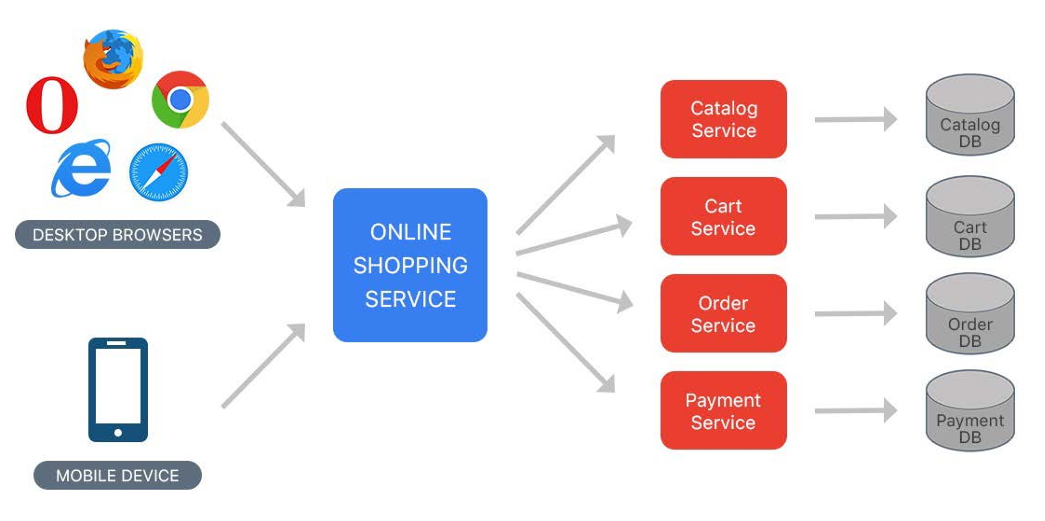 DESKTOP BROWSERS
MOBILE DEVICE
ONLINE
SHOPPING
SERVICE
Catalog
Service
Cart
Service
Order
Service
Payment
Service
Catalog
DB
Cart
DB
Order
DB
Payment
DB